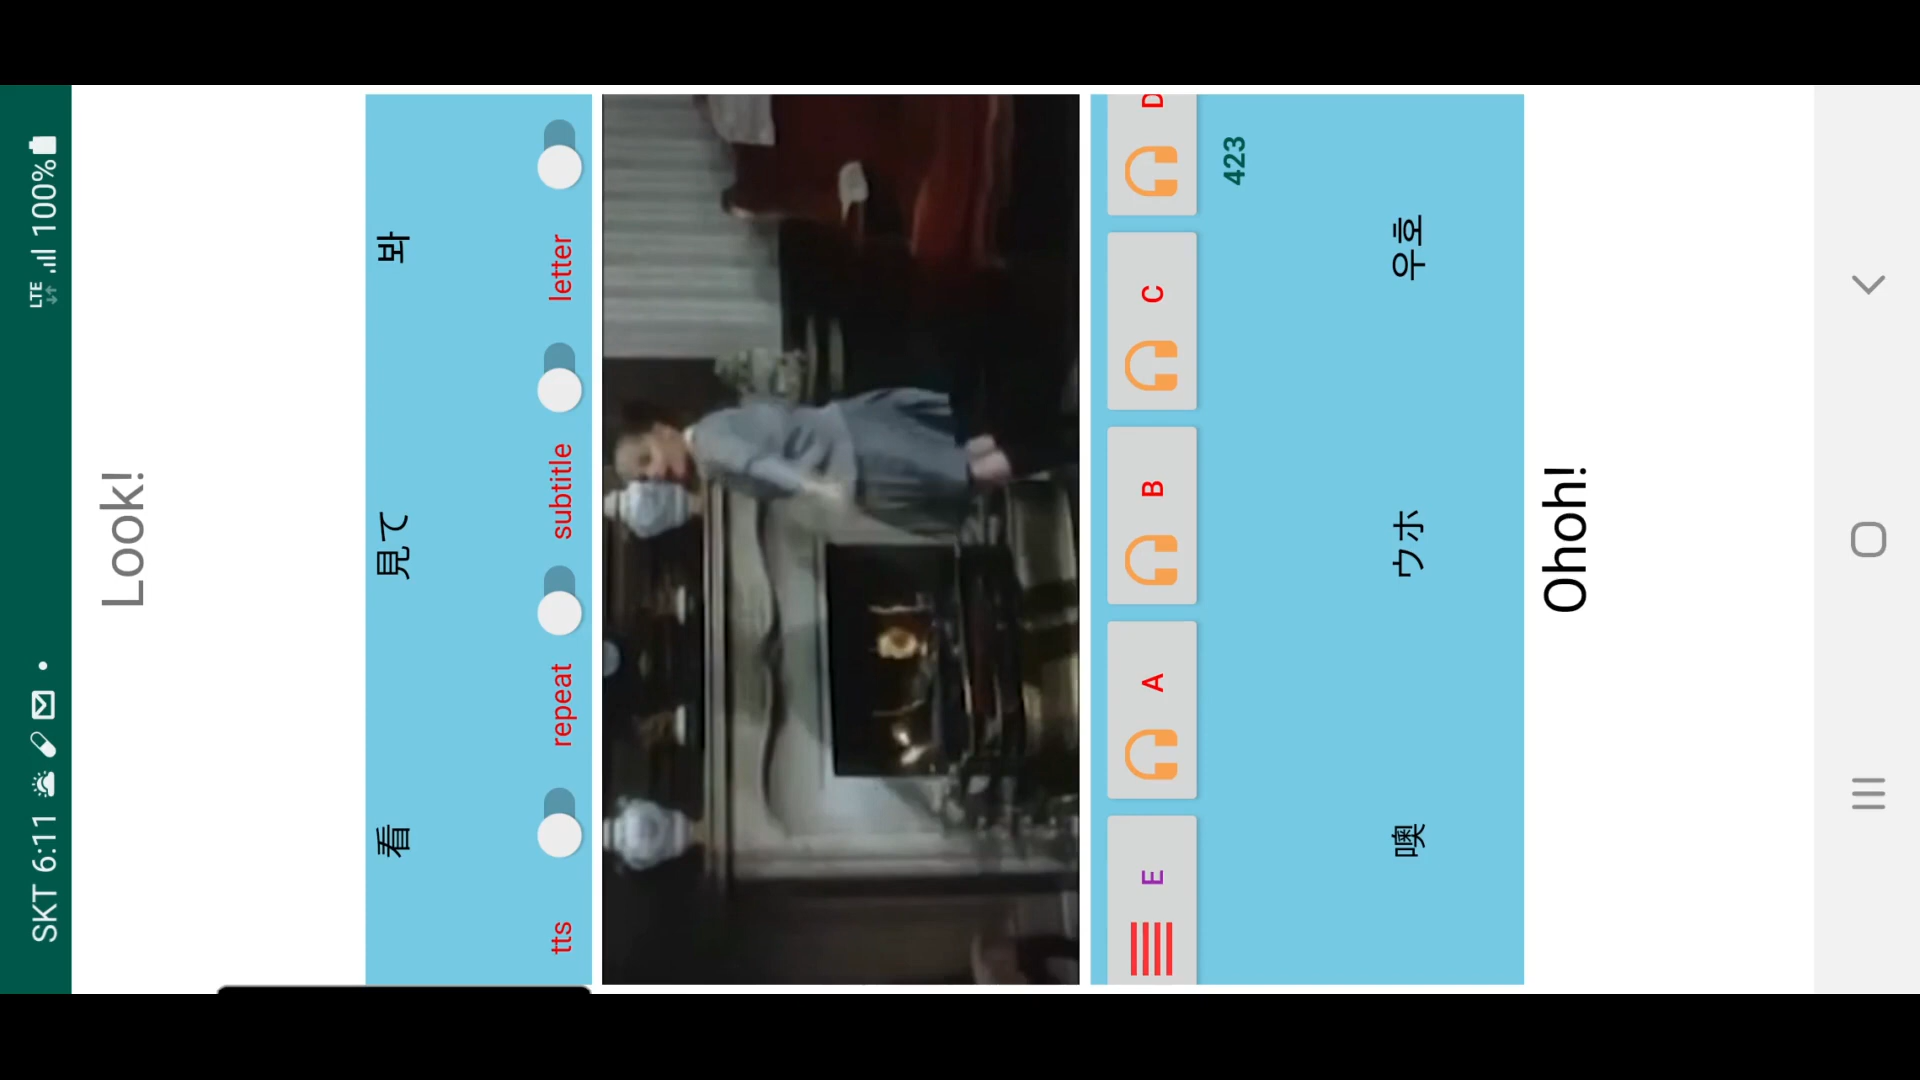 SKT 6:11 LTE 100%
Look!
看 見て 봐
tts repeat subtitle letter
E A B C D
423
噢 ウホ 우호
Ohoh!